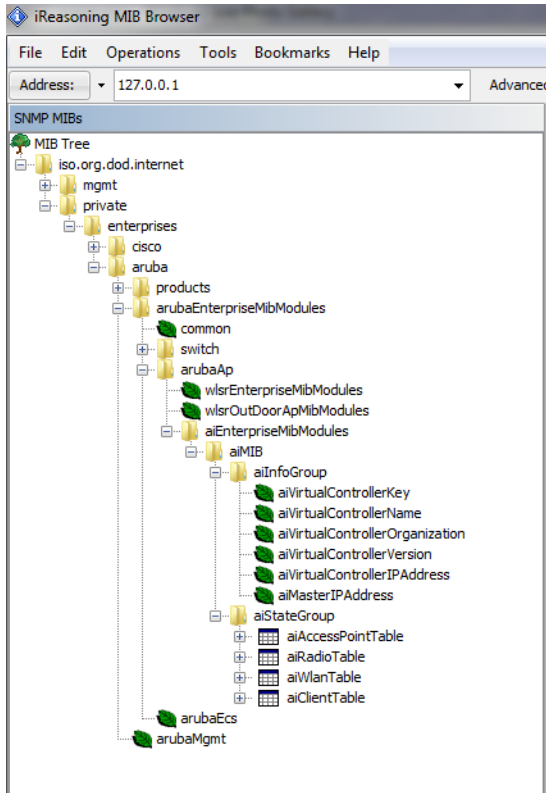 iReasoning MIB Browser
File Edit Operations Tools Bookmarks Help
Address: 127.0.0.1 Advanced
SNMP MIBs
MIB Tree
iso.org.dod.internet
mgmt
private
enterprises
cisco
aruba
products
arubaEnterpriseMibModules
common
switch
arubaAp
wlsrEnterpriseMibModules
wlsrOutDoorApMibModules
aiEnterpriseMibModules
aiMIB
aiInfoGroup
aiVirtualControllerKey
aiVirtualControllerName
aiVirtualControllerOrganization
aiVirtualControllerVersion
aiVirtualControllerIPAddress
aiMasterIPAddress
aiStateGroup
aiAccessPointTable
aiRadioTable
aiWlanTable
aiClientTable
arubaEcs
arubaMgmt